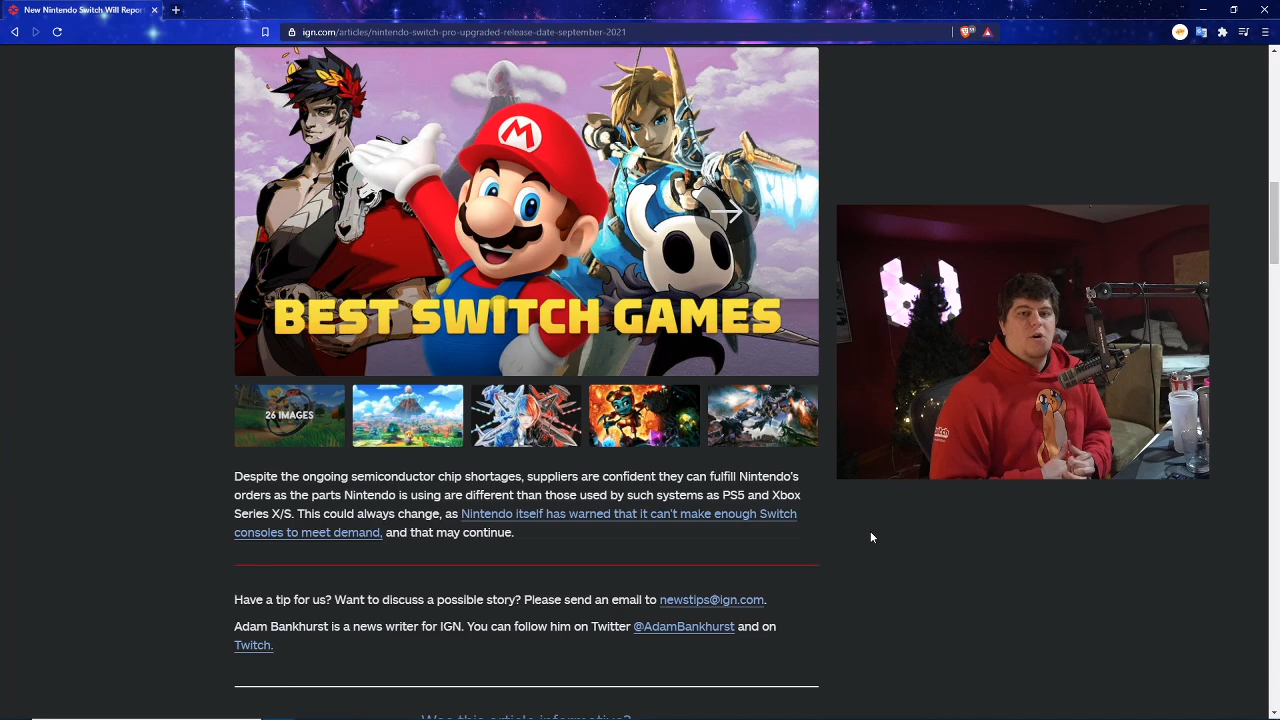 New Nintendo Switch Will Repor
ign.com/articles/nintendo-switch-pro-upgraded-release-date-september-2021
M
BEST SWITCH GAMES
26 IMAGES
Despite the ongoing semiconductor chip shortages, suppliers are confident they can fulfill Nintendo's
orders as the parts Nintendo is using are different than those used by such systems as PS5 and Xbox
Series X/S. This could always change, as Nintendo itself has warned that it can't make enough Switch
consoles to meet demand, and that may continue.
Have a tip for us? Want to discuss a possible story? Please send an email to newstips@ign.com.
Adam Bankhurst is a news writer for IGN. You can follow him on Twitter @AdamBankhurst and on
Twitch.
Was this article informative?